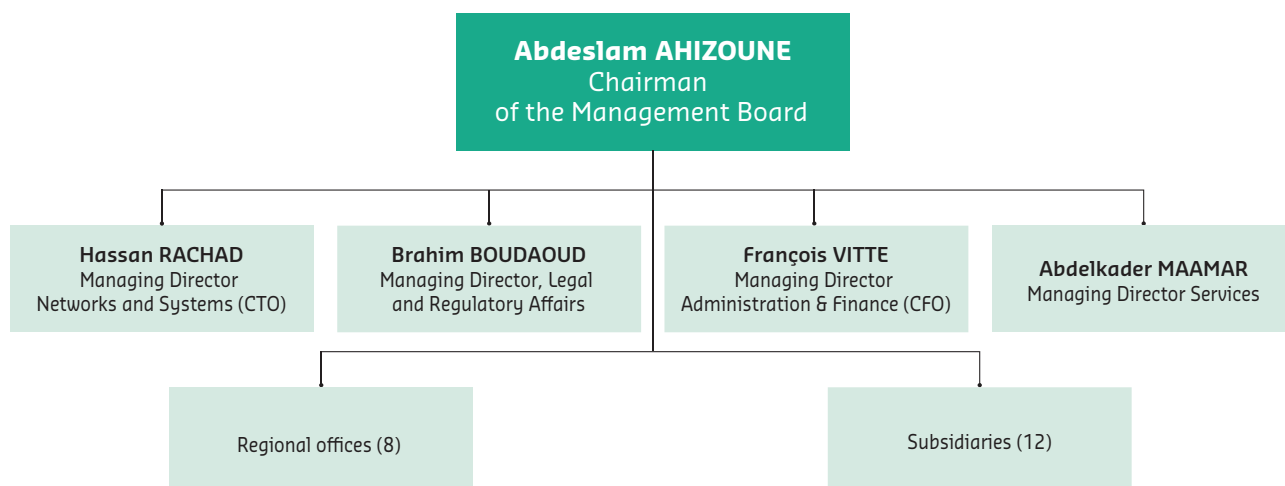 Abdeslam AHIZOUNE
Chairman
of the Management Board
Hassan RACHAD
Managing Director
Networks and Systems (CTO)
Brahim BOUDAOUD
Managing Director, Legal
and Regulatory Affairs
François VITTE
Managing Director
Administration & Finance (CFO)
Abdelkader MAAMAR
Managing Director Services
Regional offices (8)
Subsidiaries (12)